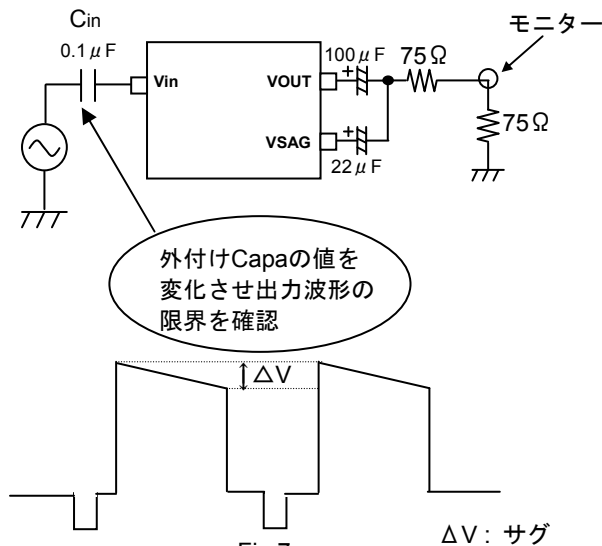 Cin
0.1μF
Vin
VOUT
VSAG
100μF
+
22μF
+
75Ω
モニター
75Ω
外付けCapaの値を
変化させ出力波形の
限界を確認
ΔV
ΔV : サグ